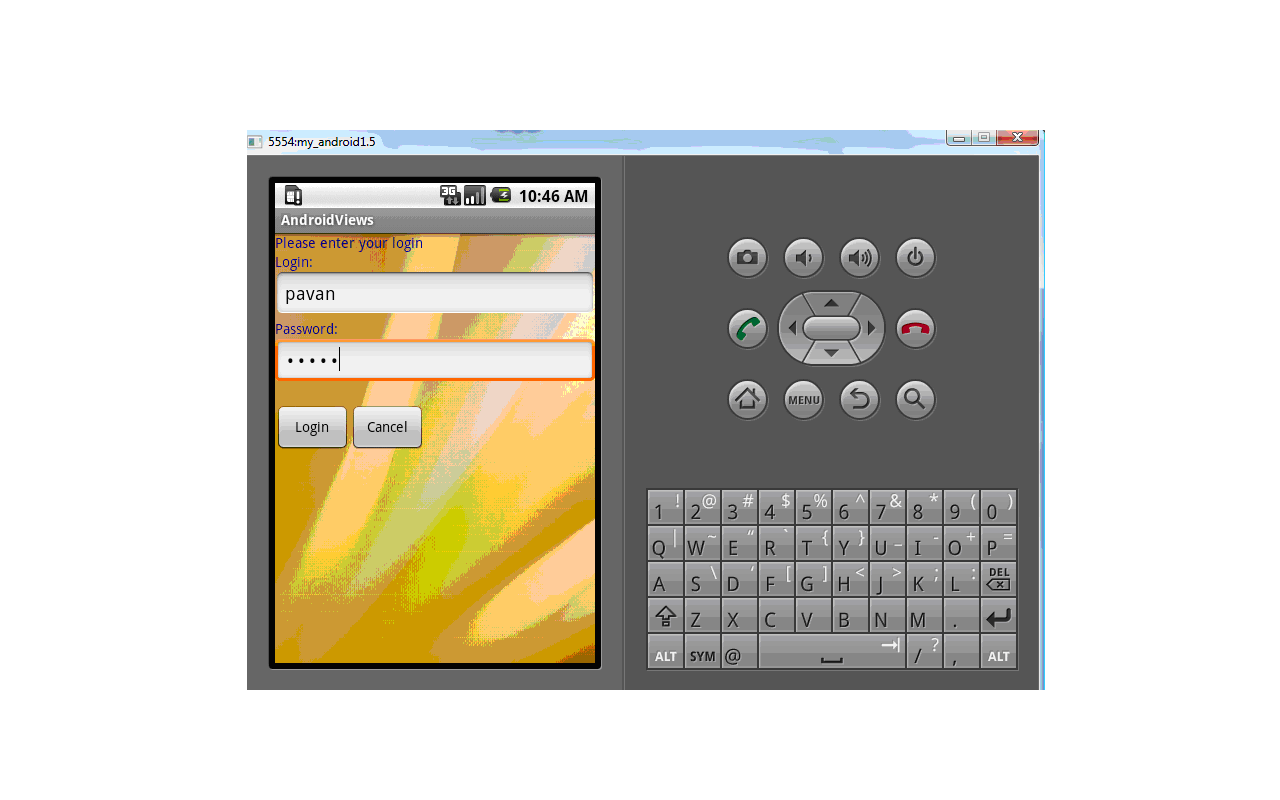 5554:my_android1.5
3G 10:46 AM
AndroidViews
Please enter your login
Login:
pavan
Password:
•••••
Login Cancel
MENU
1 ! 2 @ 3 # 4 $ 5 % 6 ^ 7 & 8 * 9 ( 0 )
Q | W ~ E “ R ` T { Y } U _ I - O + P =
A S \ D ‘ F [ G ] H < J > K ; L : DEL
Z X C V B N M .
ALT SYM @ / ? , ALT